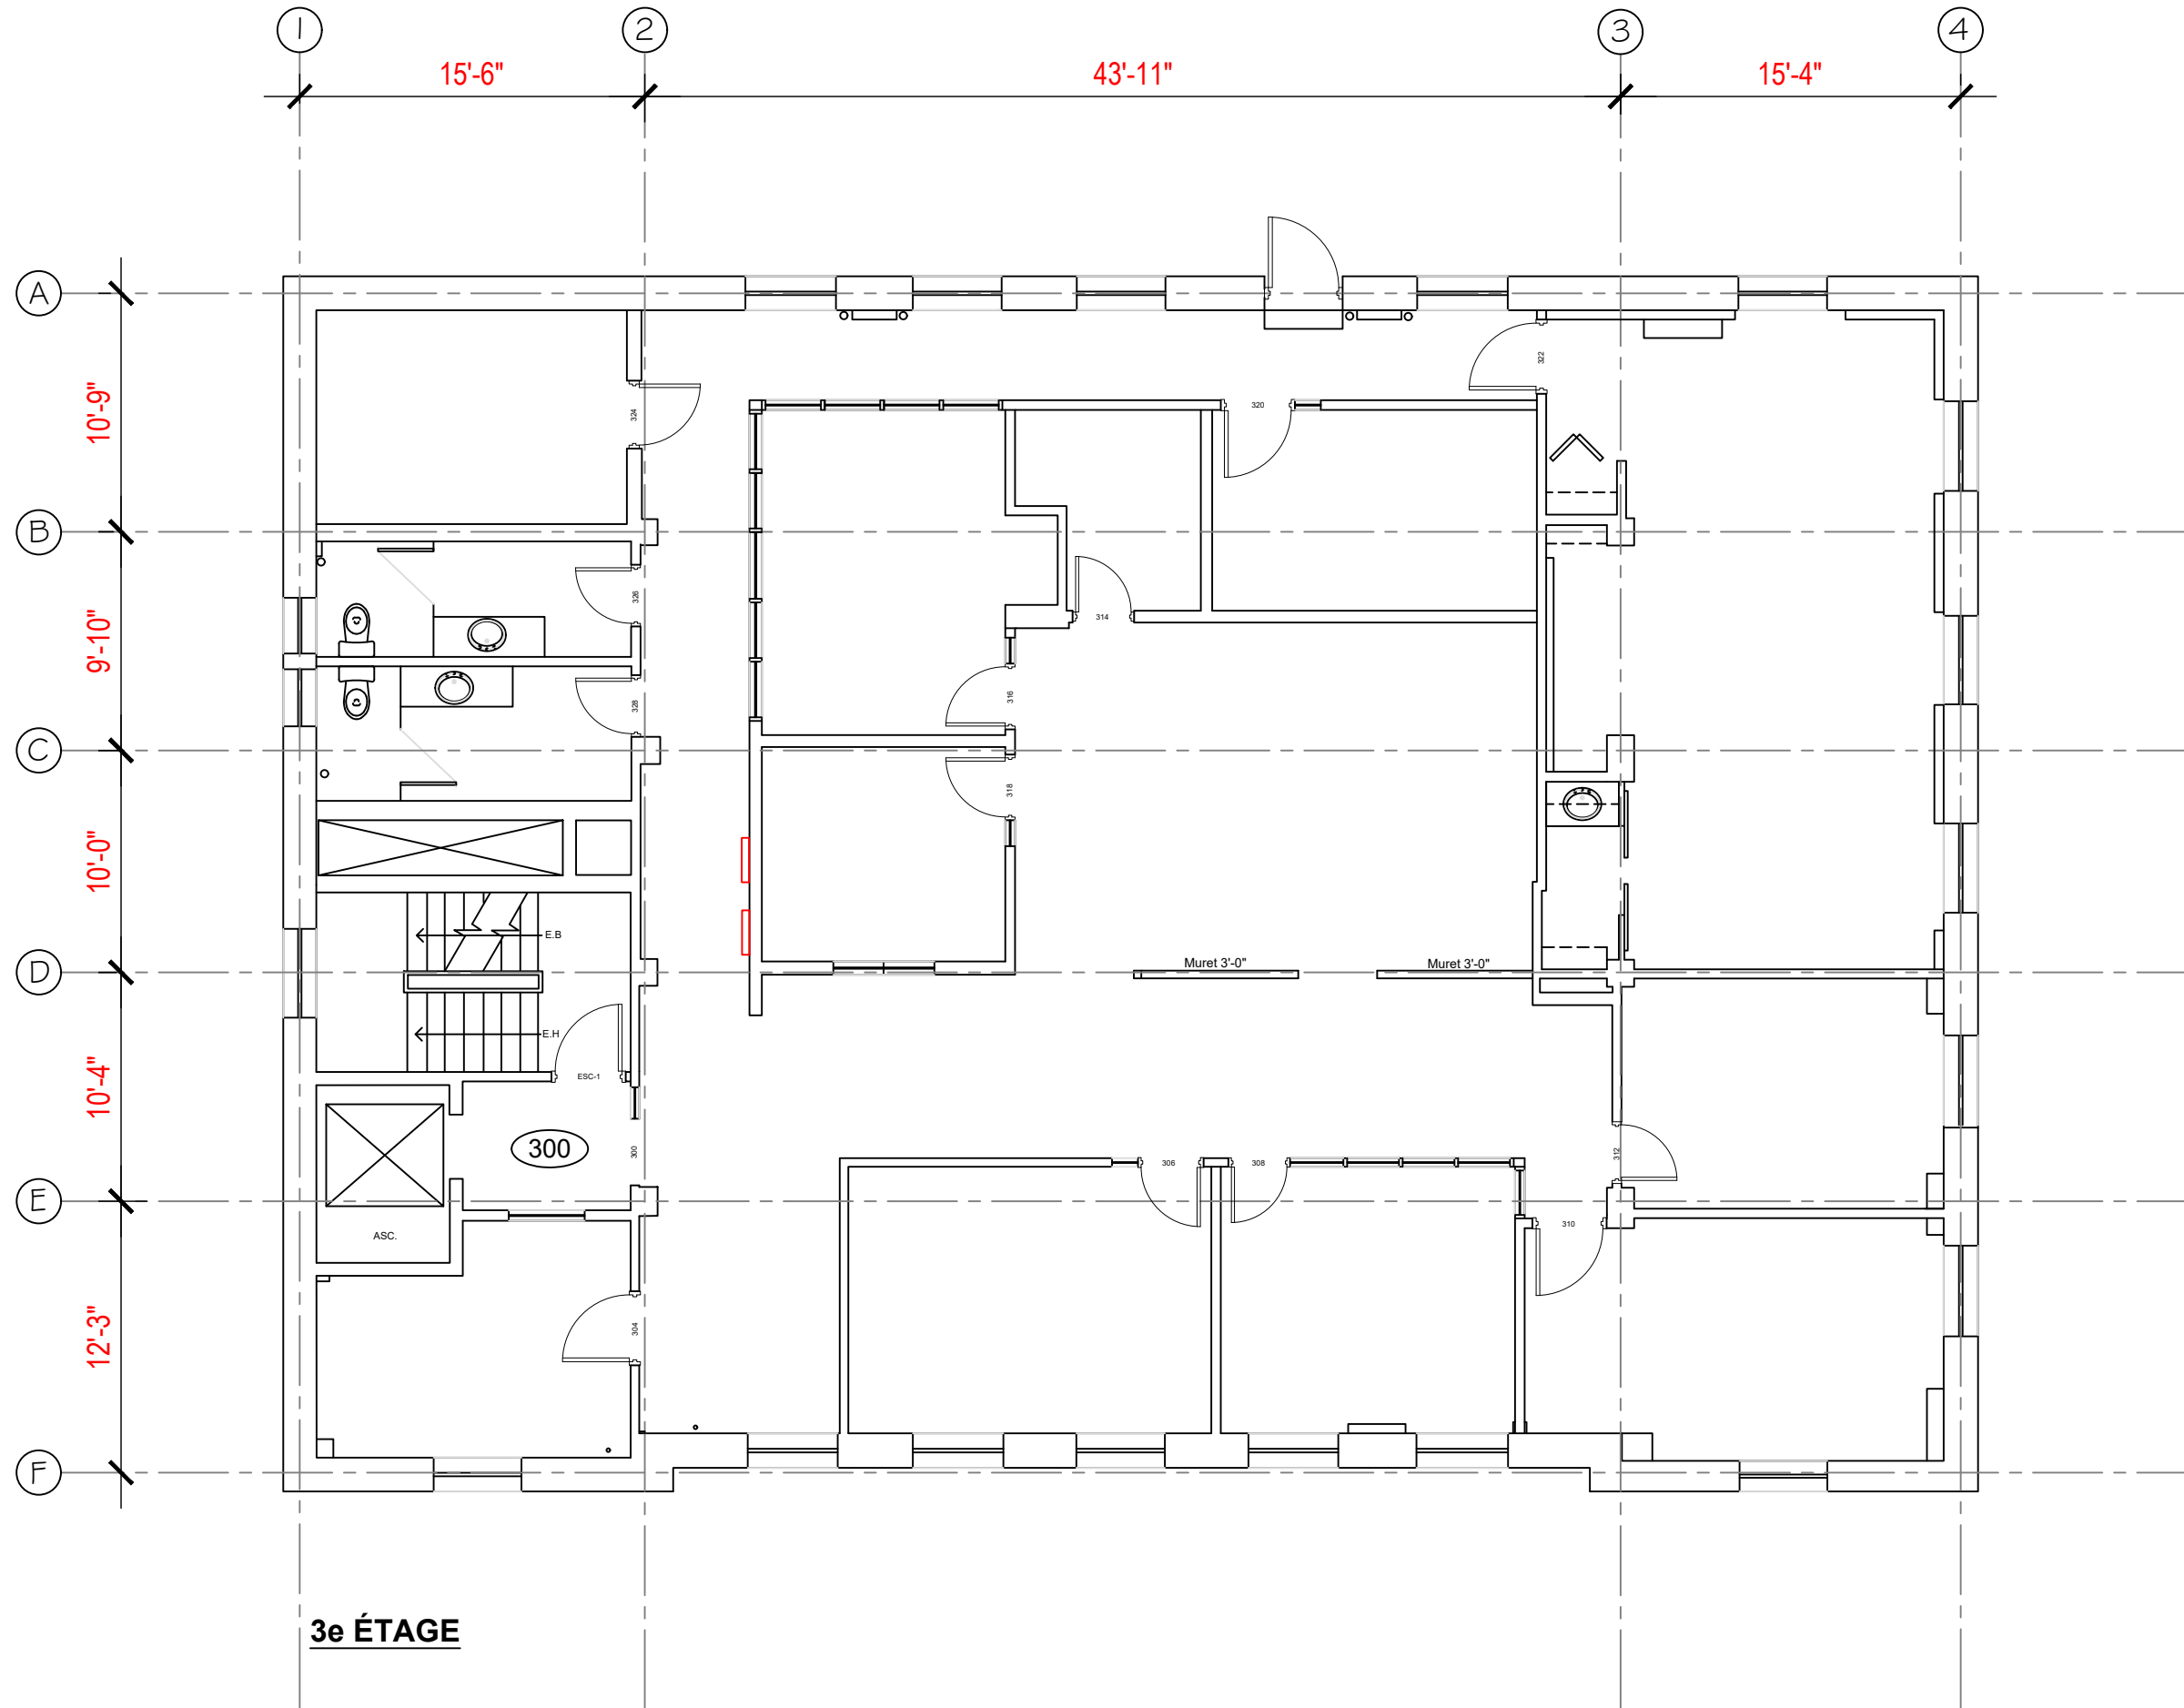 1 2 3 4
15'-6" 43'-11" 15'-4"
A
10'-9"
B
9'-10"
C
10'-0"
D
10'-4"
E
12'-3"
F
322
324
320
326
314
328
316
318
E.B
Muret 3'-0" Muret 3'-0"
E.H
ESC-1
300
300
306 308
312
310
ASC.
304
3e ÉTAGE